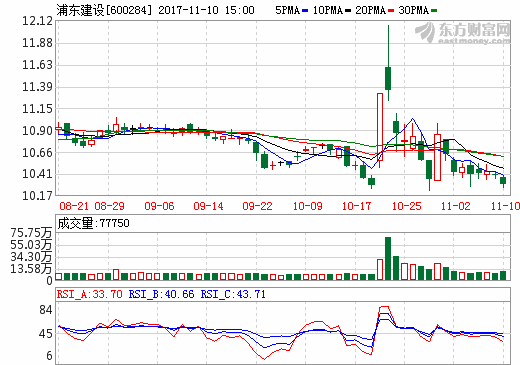 浦东建设[600284] 2017-11-10 15:00 5PMA 10PMA 20PMA 30PMA
东方财富网
eastmoney.com
12.12
11.88
11.63
11.39
11.15
10.90
10.66
10.41
10.17
08-21 08-29 09-06 09-14 09-22 10-09 10-17 10-25 11-02 11-10
成交量:77750
75.75万
55.03万
34.30万
13.58万
0
RSI_A:33.70 RSI_B:40.66 RSI_C:43.71
84
45
6